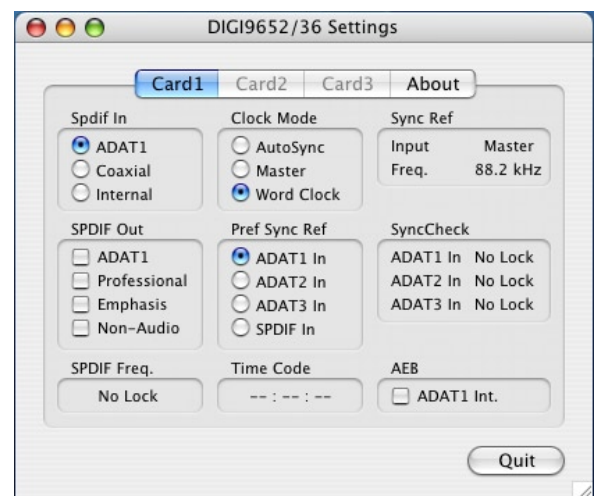 DIGI9652/36 Settings
Card1 Card2 Card3 About
Spdif In
ADAT1
Coaxial
Internal
Clock Mode
AutoSync
Master
Word Clock
Sync Ref
Input Master
Freq. 88.2 kHz
SPDIF Out
ADAT1
Professional
Emphasis
Non-Audio
Pref Sync Ref
ADAT1 In
ADAT2 In
ADAT3 In
SPDIF In
SyncCheck
ADAT1 In No Lock
ADAT2 In No Lock
ADAT3 In No Lock
SPDIF Freq.
No Lock
Time Code
-- : -- : --
AEB
ADAT1 Int.
Quit